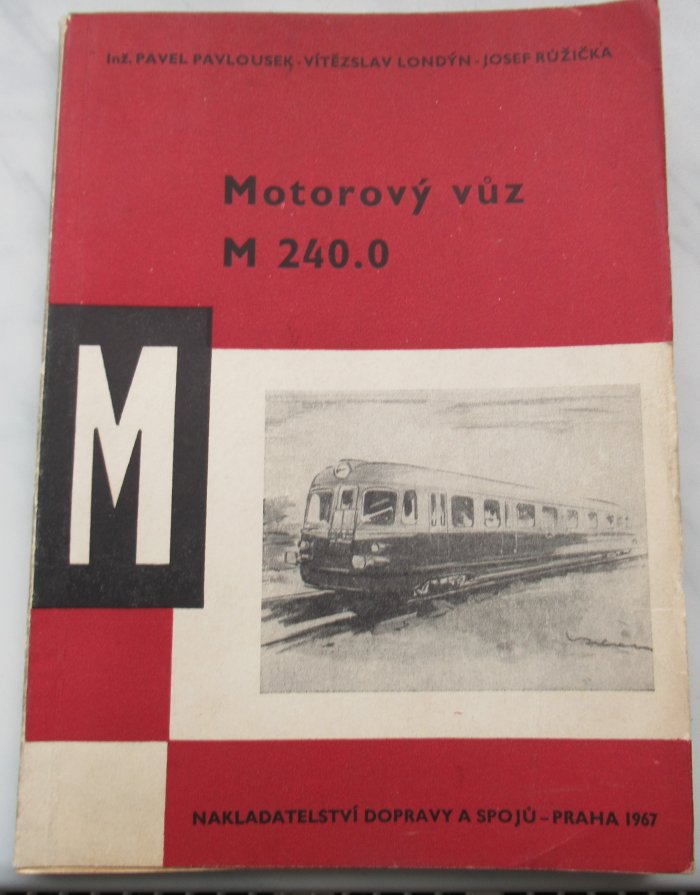 Inž. PAVEL PAVLOUSEK - VÍTĚZSLAV LONDÝN - JOSEF RŮŽIČKA
Motorový vůz
M 240.0
M
NAKLADATELSTVÍ DOPRAVY A SPOJŮ – PRAHA 1967